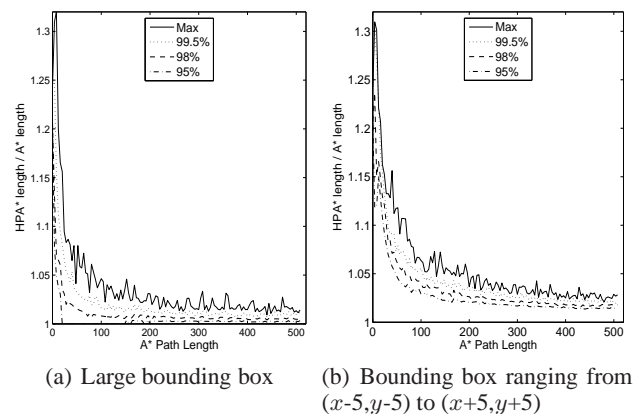 1.3
1.25
1.2
1.15
1.1
1.05
1
HPA* length / A* length
Max
99.5%
98%
95%
0 100 200 300 400 500
A* Path Length
(a) Large bounding box
1.3
1.25
1.2
1.15
1.1
1.05
1
HPA* length / A* length
Max
99.5%
98%
95%
0 100 200 300 400 500
A* Path Length
(b) Bounding box ranging from
(x-5,y-5) to (x+5,y+5)